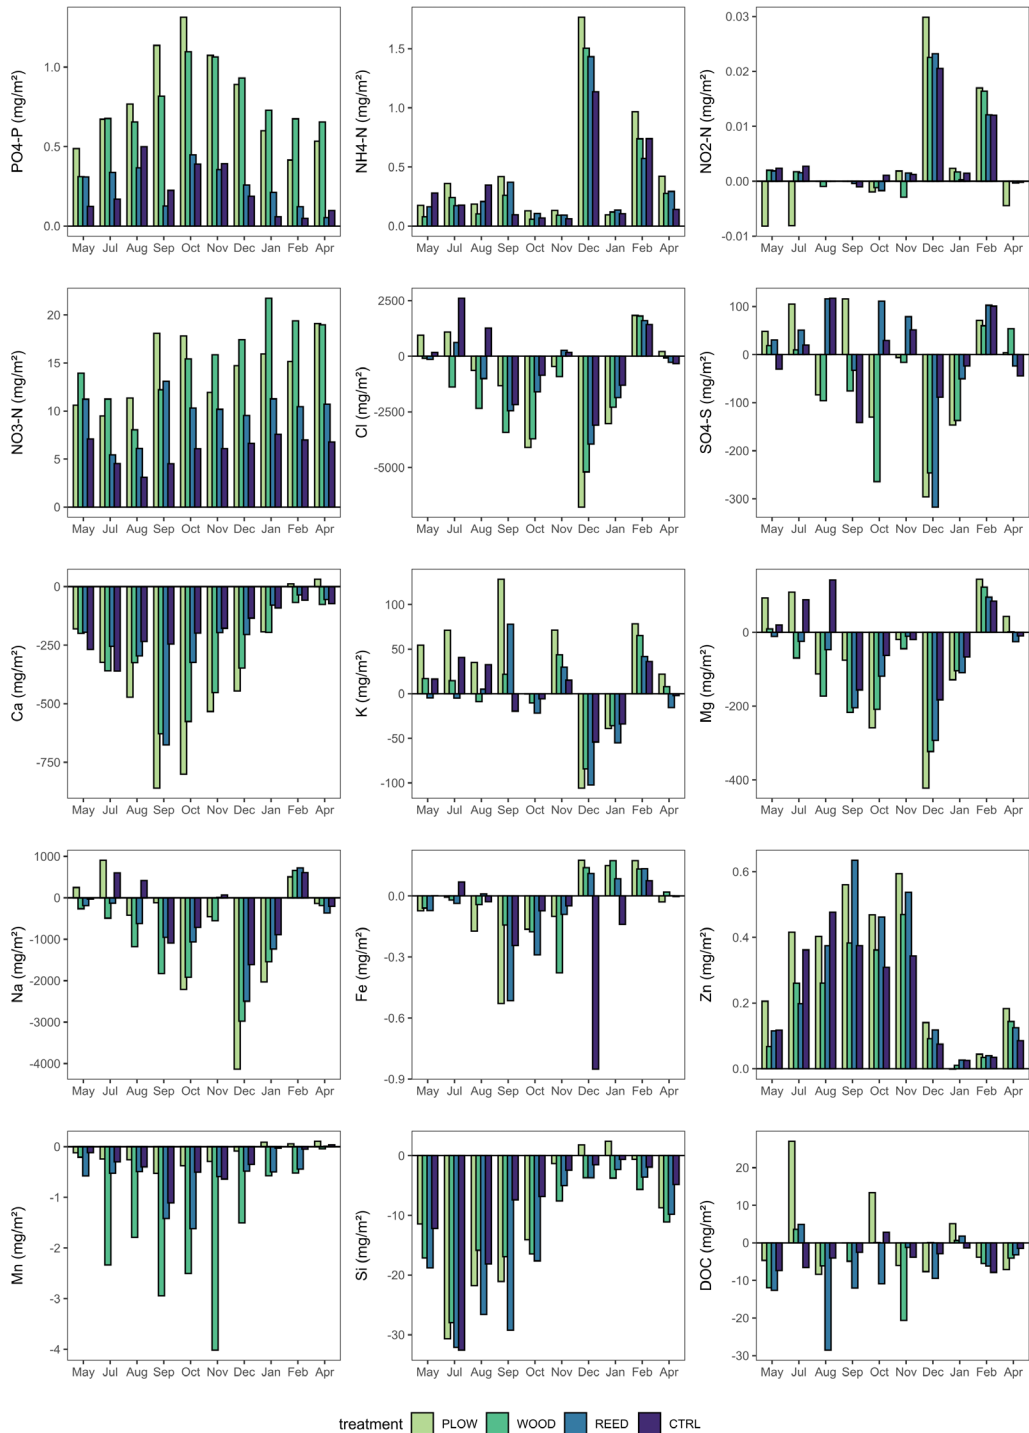 PO4-P (mg/m²)
1.0
0.5
0.0
May Jul Aug Sep Oct Nov Dec Jan Feb Apr
NH4-N (mg/m²)
1.5
1.0
0.5
0.0
May Jul Aug Sep Oct Nov Dec Jan Feb Apr
NO2-N (mg/m²)
0.03
0.02
0.01
0.00
-0.01
May Jul Aug Sep Oct Nov Dec Jan Feb Apr
NO3-N (mg/m²)
20
15
10
5
0
May Jul Aug Sep Oct Nov Dec Jan Feb Apr
Cl (mg/m²)
2500
0
-2500
-5000
May Jul Aug Sep Oct Nov Dec Jan Feb Apr
SO4-S (mg/m²)
100
0
-100
-200
-300
May Jul Aug Sep Oct Nov Dec Jan Feb Apr
Ca (mg/m²)
0
-250
-500
-750
May Jul Aug Sep Oct Nov Dec Jan Feb Apr
K (mg/m²)
100
50
0
-50
-100
May Jul Aug Sep Oct Nov Dec Jan Feb Apr
Mg (mg/m²)
0
-200
-400
May Jul Aug Sep Oct Nov Dec Jan Feb Apr
Na (mg/m²)
1000
0
-1000
-2000
-3000
-4000
May Jul Aug Sep Oct Nov Dec Jan Feb Apr
Fe (mg/m²)
0.0
-0.3
-0.6
-0.9
May Jul Aug Sep Oct Nov Dec Jan Feb Apr
Zn (mg/m²)
0.6
0.4
0.2
0.0
May Jul Aug Sep Oct Nov Dec Jan Feb Apr
Mn (mg/m²)
0
-1
-2
-3
-4
May Jul Aug Sep Oct Nov Dec Jan Feb Apr
Si (mg/m²)
0
-10
-20
-30
May Jul Aug Sep Oct Nov Dec Jan Feb Apr
DOC (mg/m²)
20
10
0
-10
-20
-30
May Jul Aug Sep Oct Nov Dec Jan Feb Apr
treatment PLOW WOOD REED CTRL